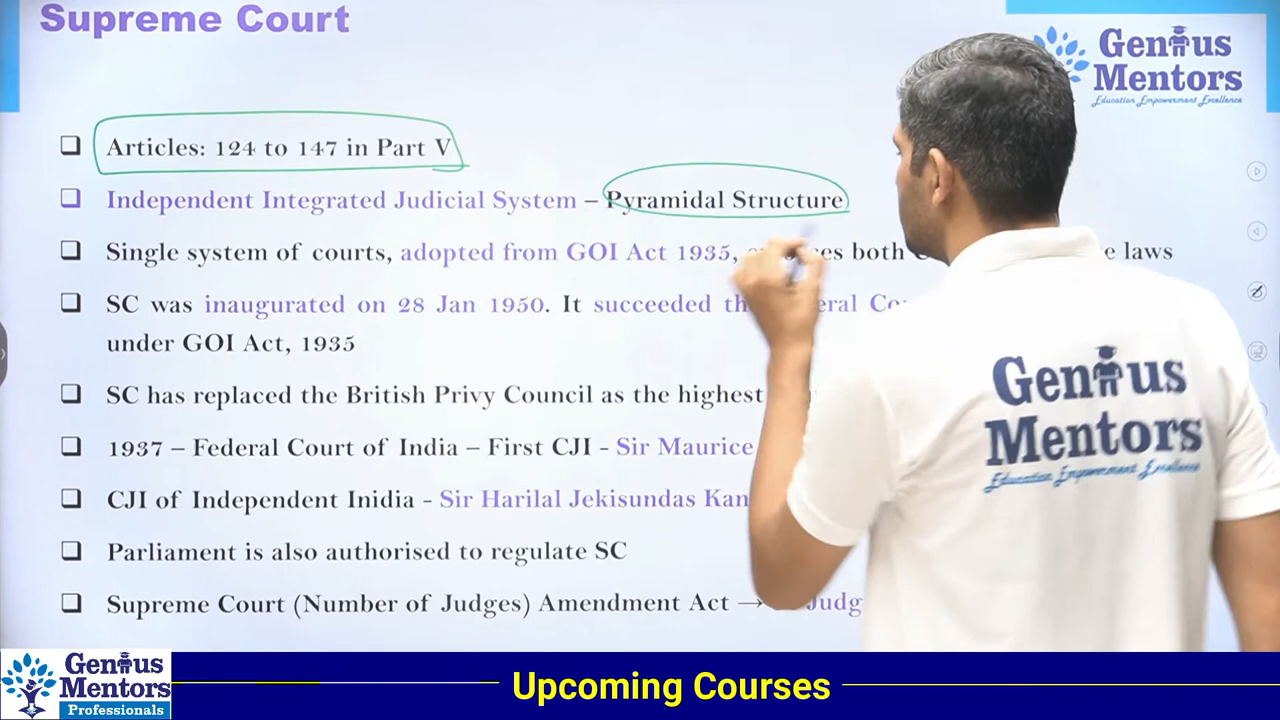 Supreme Court
Genius
Mentors
Education Empowerment Excellence
❑ Articles: 124 to 147 in Part V
❑ Independent Integrated Judicial System – Pyramidal Structure
❑ Single system of courts, adopted from GOI Act 1935, both laws
❑ SC was inaugurated on 28 Jan 1950. It succeeded
under GOI Act, 1935
❑ SC has replaced the British Privy Council as the highest
❑ 1937 – Federal Court of India – First CJI - Sir Maurice
❑ CJI of Independent Inidia - Sir Harilal Jekisundas
❑ Parliament is also authorised to regulate SC
❑ Supreme Court (Number of Judges) Amendment Act →
Genius
Mentors
Education Empowerment Excellence
Genius
Mentors
Professionals
Upcoming Courses